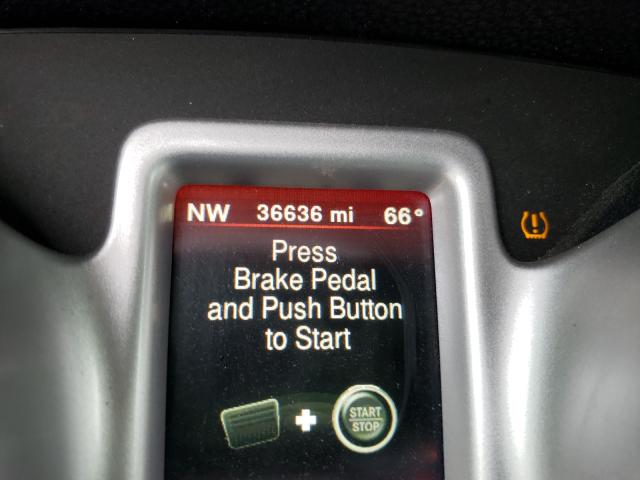 NW 36636 mi 66°
Press
Brake Pedal
and Push Button
to Start
START
STOP